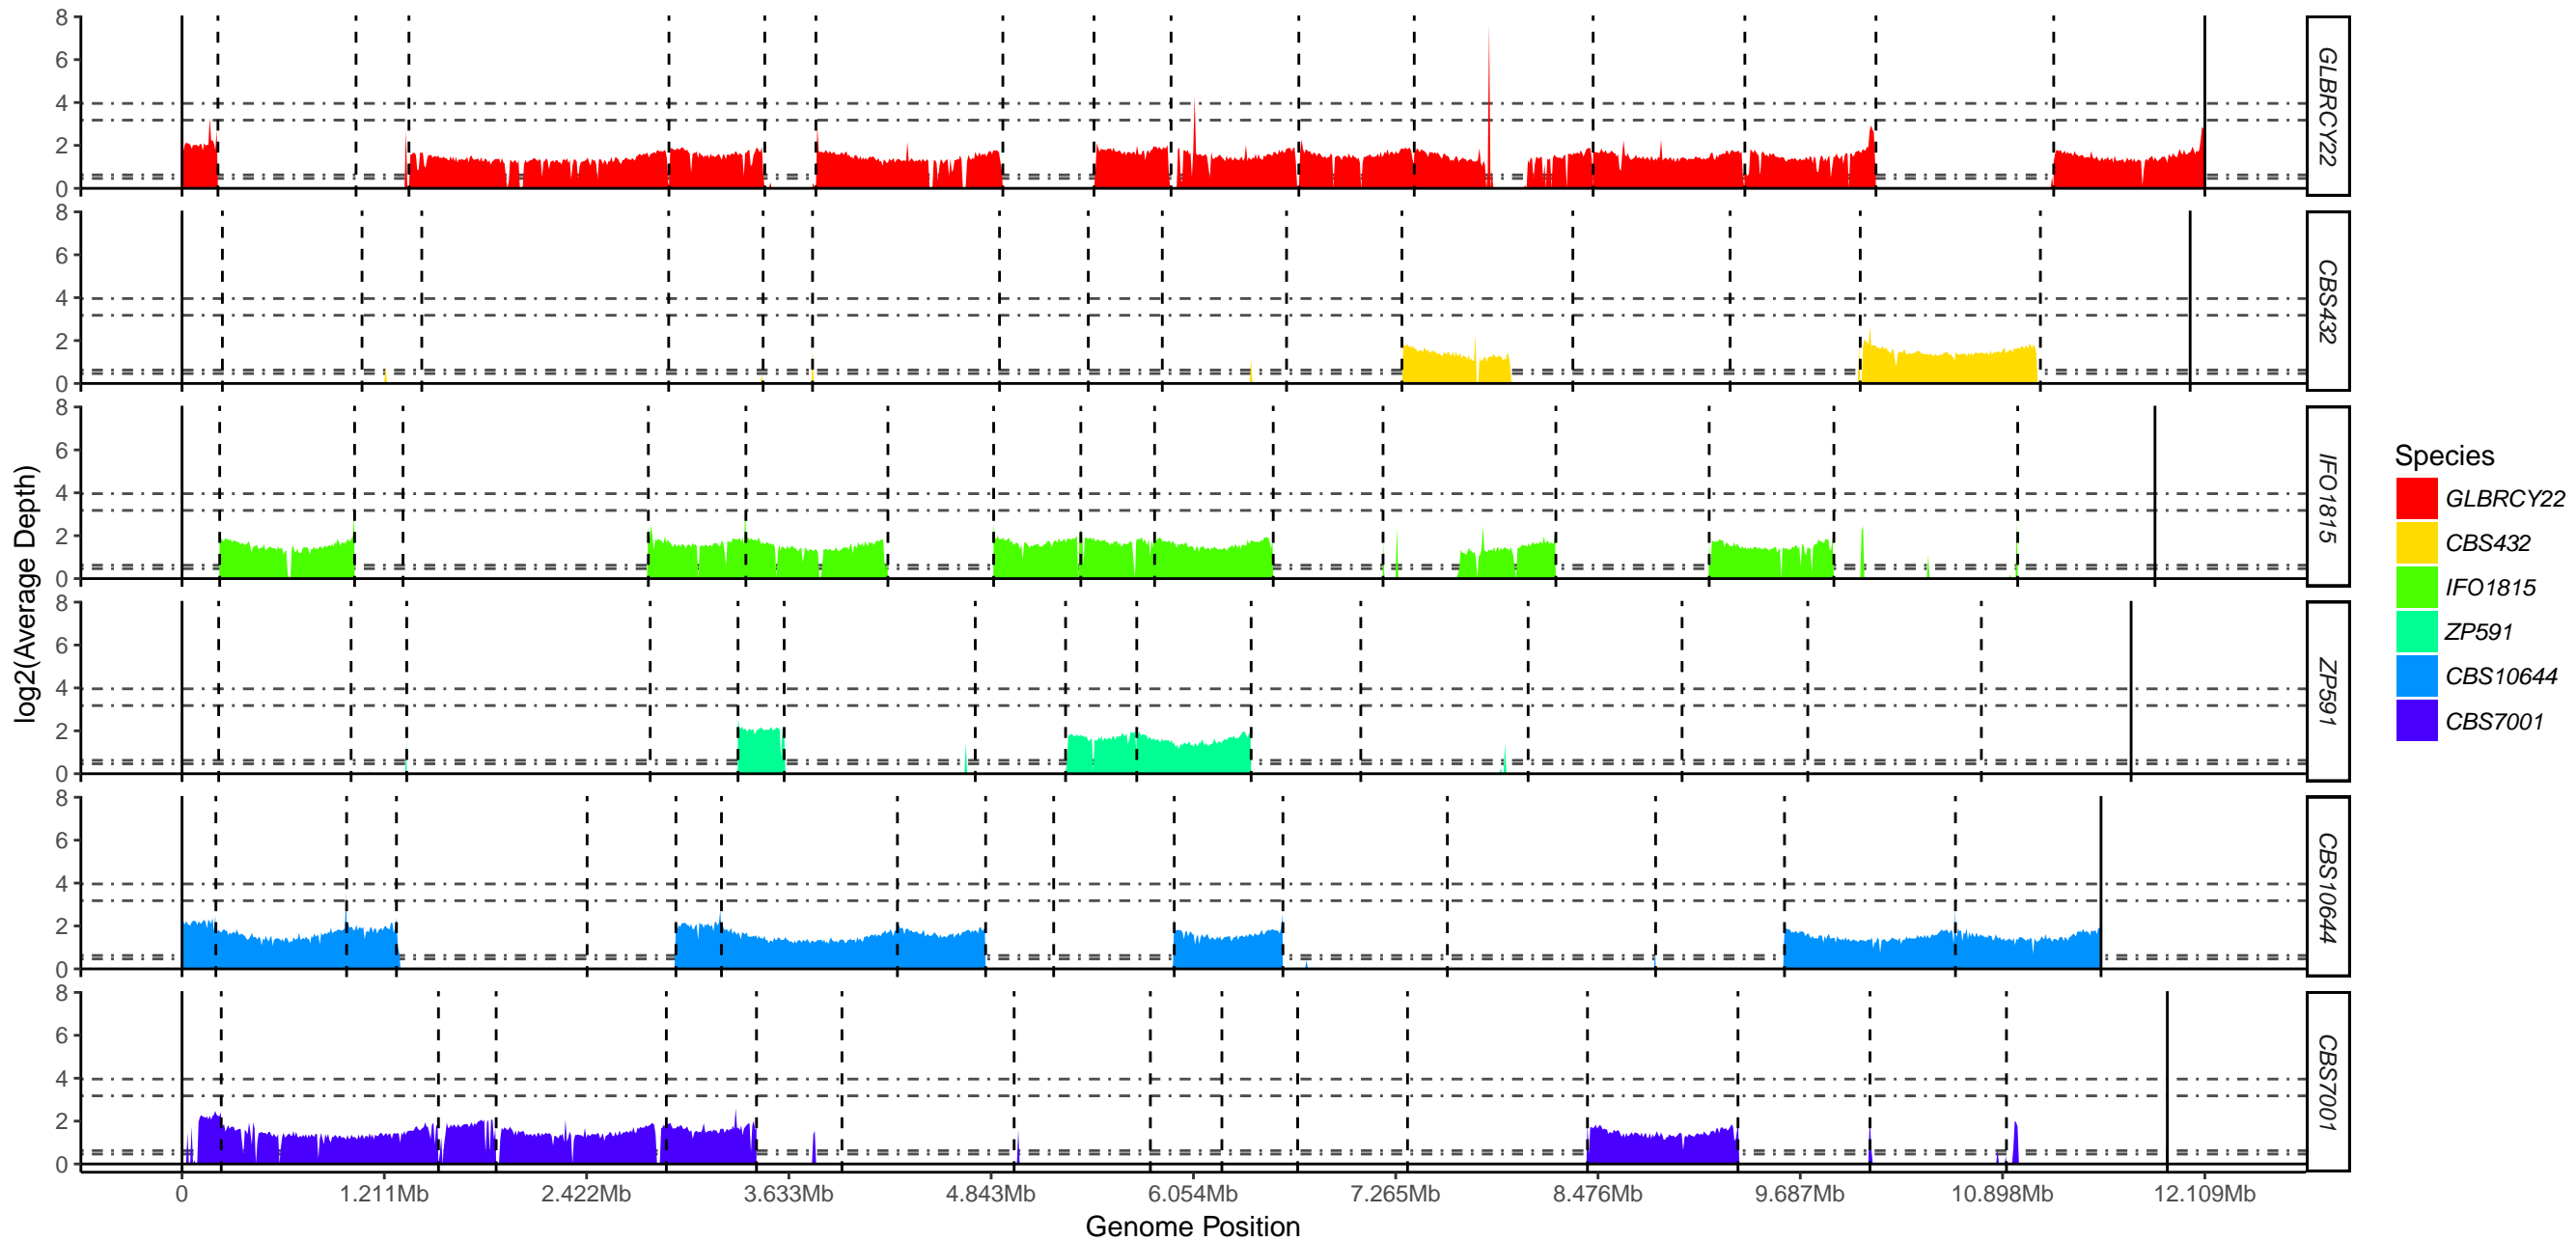 8
6
4
2
0
GLBRCY22
8
6
4
2
0
CBS432
8
6
4
2
0
IFO1815
8
6
4
2
0
ZP591
8
6
4
2
0
CBS10644
8
6
4
2
0
CBS7001
log2(Average Depth)
0 1.211Mb 2.422Mb 3.633Mb 4.843Mb 6.054Mb 7.265Mb 8.476Mb 9.687Mb 10.898Mb 12.109Mb
Genome Position
Species
GLBRCY22
CBS432
IFO1815
ZP591
CBS10644
CBS7001